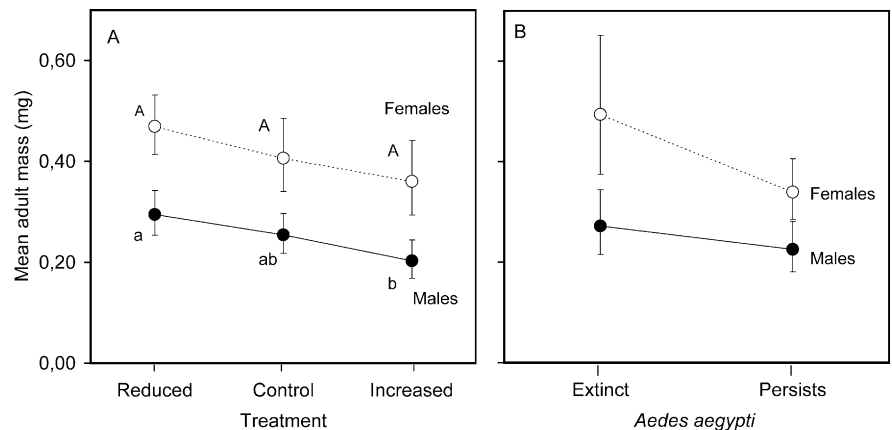 A
B
Mean adult mass (mg)
0,60
0,40
0,20
0,00
A
A
A
Females
a
ab
b
Males
Females
Males
Reduced Control Increased
Treatment
Extinct Persists
Aedes aegypti